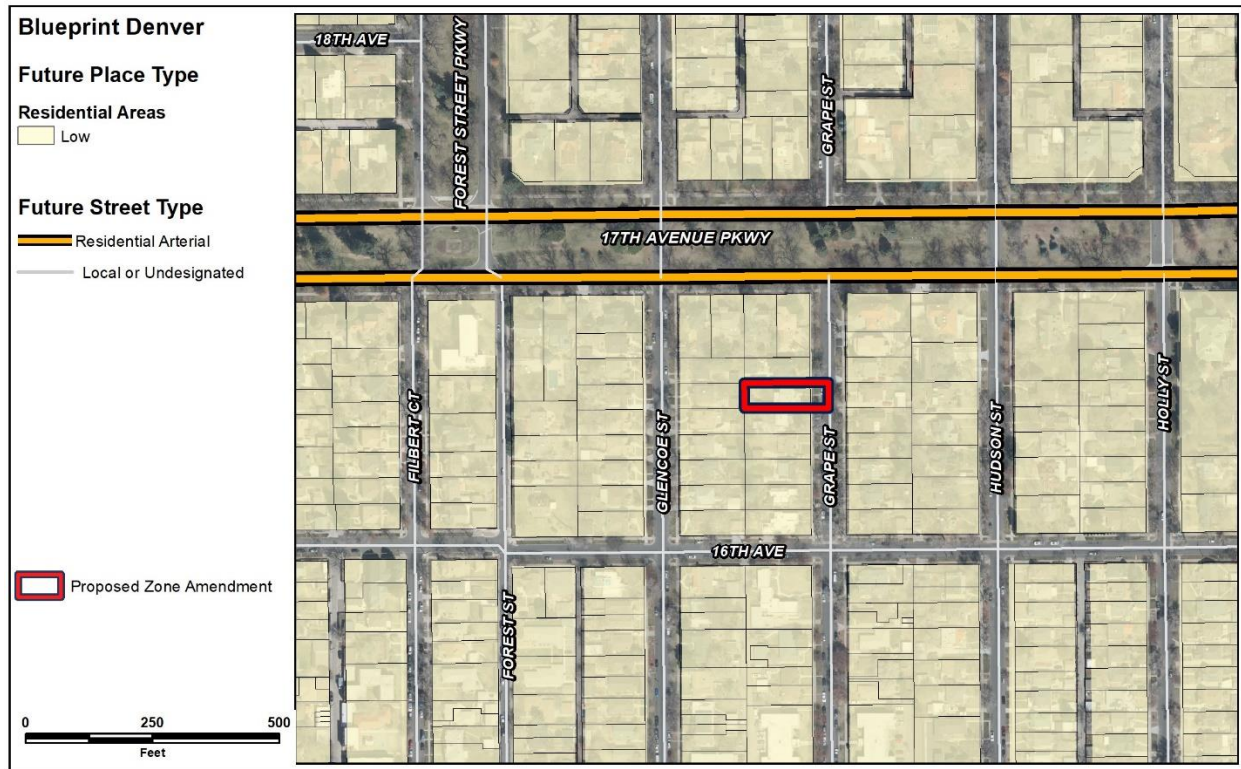 Blueprint Denver
Future Place Type
Residential Areas
Low
Future Street Type
Residential Arterial
Local or Undesignated
Proposed Zone Amendment
0 250 500
Feet
18TH AVE
FOREST STREET PKWY
GRAPE ST
17TH AVENUE PKWY
FILBERT CT
GLENCOE ST
GRAPE ST
HUDSON ST
HOLLY ST
16TH AVE
FOREST ST